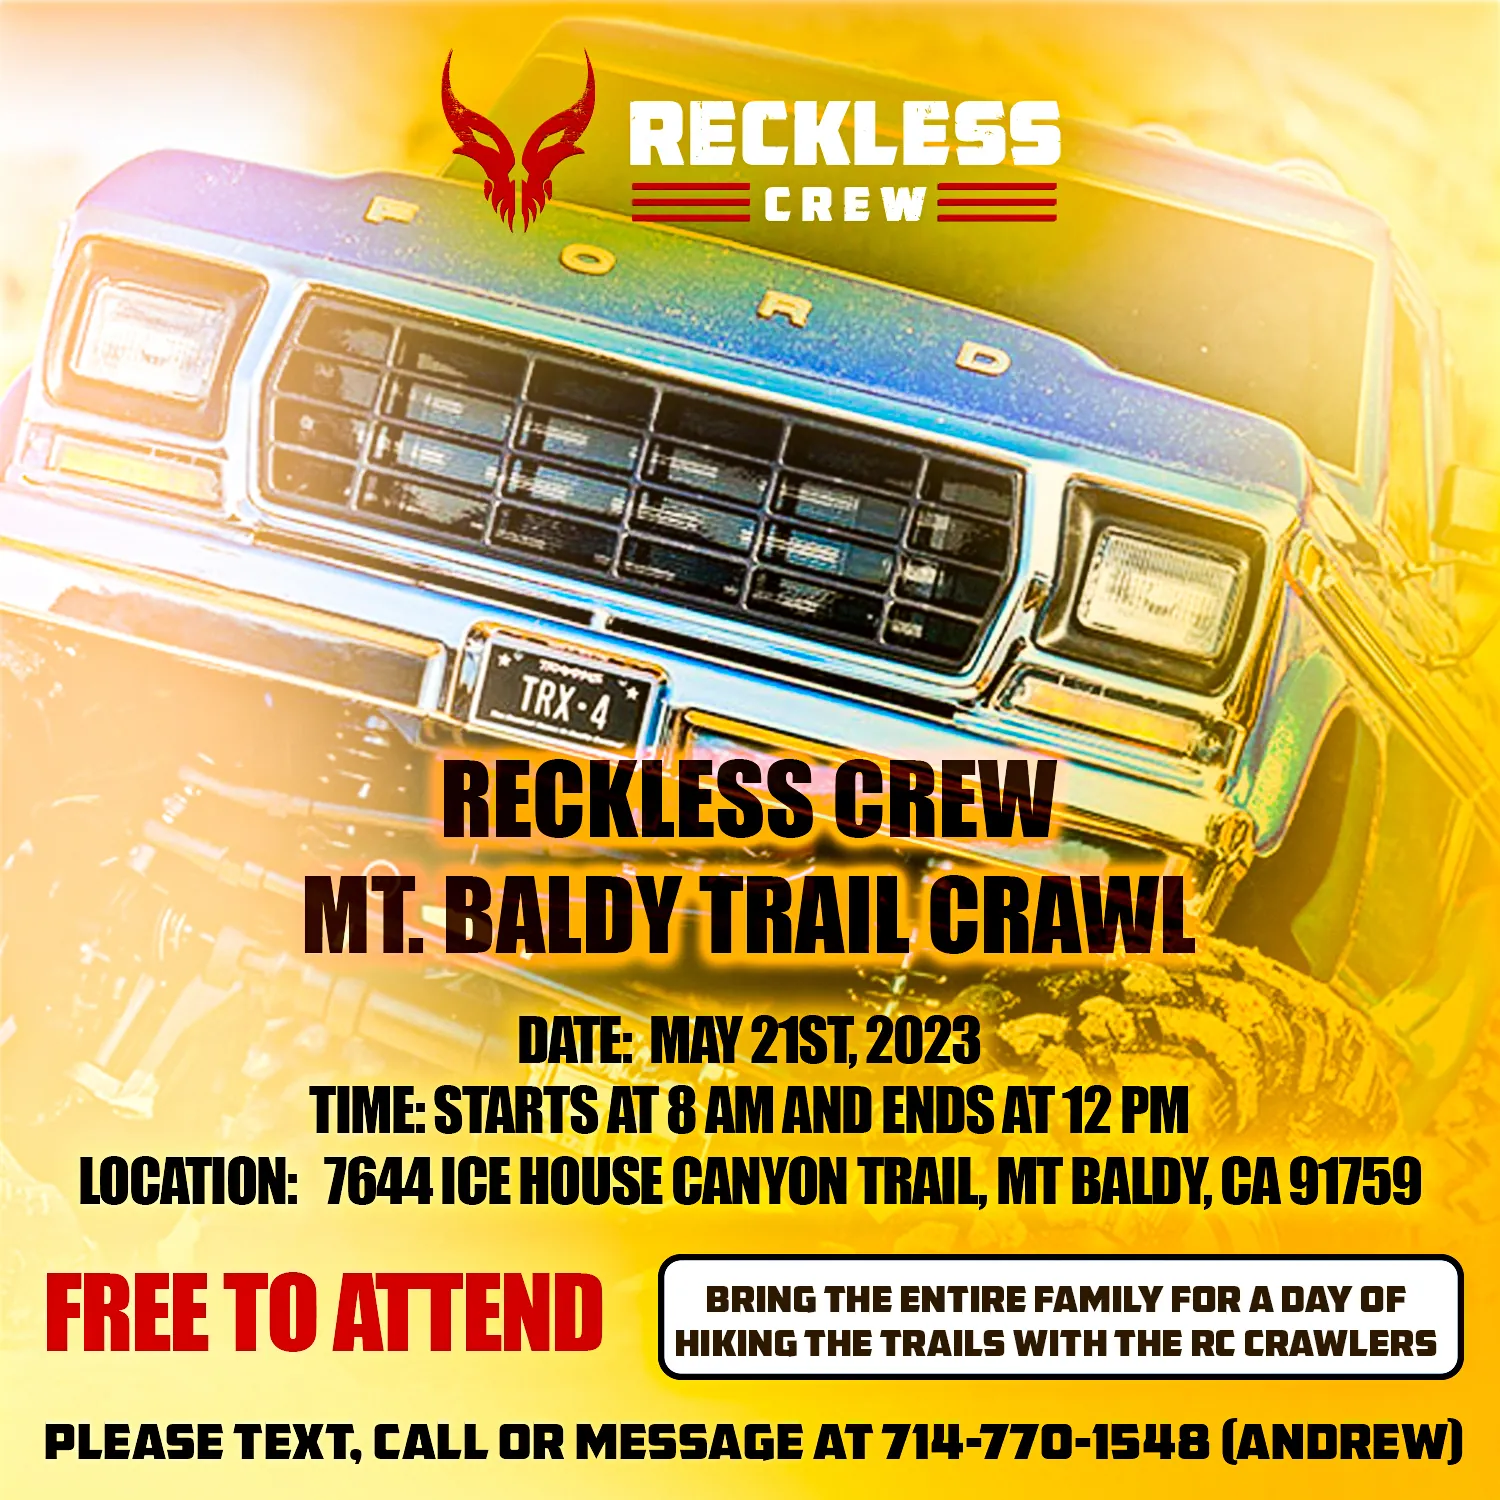 RECKLESS
CREW
FORD
TRAXXAS
TRX·4
RECKLESS CREW
MT. BALDY TRAIL CRAWL
DATE: MAY 21ST, 2023
TIME: STARTS AT 8 AM AND ENDS AT 12 PM
LOCATION: 7644 ICE HOUSE CANYON TRAIL, MT BALDY, CA 91759
FREE TO ATTEND
BRING THE ENTIRE FAMILY FOR A DAY OF
HIKING THE TRAILS WITH THE RC CRAWLERS
PLEASE TEXT, CALL OR MESSAGE AT 714-770-1548 (ANDREW)